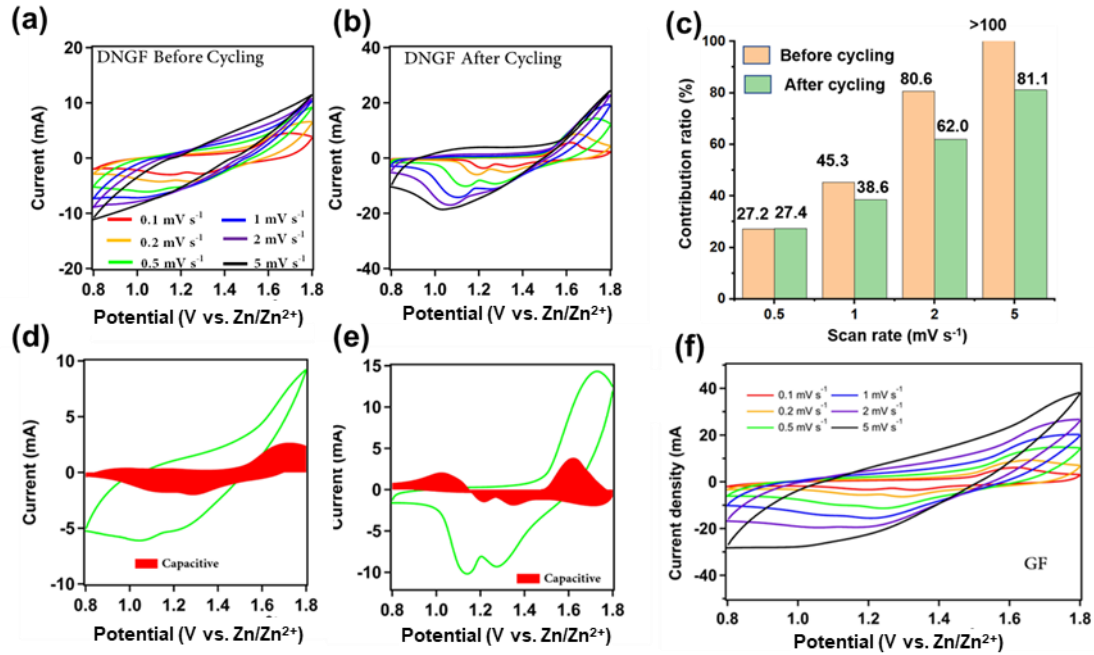 (a)
DNGF Before Cycling
20
10
0
-10
-20
Current (mA)
0.1 mV s-1
0.2 mV s-1
0.5 mV s-1
1 mV s-1
2 mV s-1
5 mV s-1
0.8 1.0 1.2 1.4 1.6 1.8
Potential (V vs. Zn/Zn2+)
(b)
DNGF After Cycling
40
20
0
-20
-40
Current (mA)
0.8 1.0 1.2 1.4 1.6 1.8
Potential (V vs. Zn/Zn2+)
(c)
>100
100
80
60
40
20
0
Contribution ratio (%)
Before cycling
After cycling
27.2 27.4
45.3
38.6
80.6
62.0
81.1
0.5 1 2 5
Scan rate (mV s-1)
(d)
10
5
0
-5
-10
Current (mA)
Capacitive
0.8 1.0 1.2 1.4 1.6 1.8
Potential (V vs. Zn/Zn2+)
(e)
15
10
5
0
-5
-10
Current (mA)
Capacitive
0.8 1.0 1.2 1.4 1.6 1.8
Potential (V vs. Zn/Zn2+)
(f)
40
20
0
-20
-40
Current density (mA
0.1 mV s-1
0.2 mV s-1
0.5 mV s-1
1 mV s-1
2 mV s-1
5 mV s-1
GF
0.8 1.0 1.2 1.4 1.6 1.8
Potential (V vs. Zn/Zn2+)